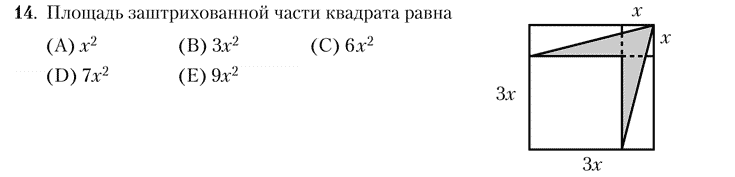 14. Площадь заштрихованной части квадрата равна
(A) x² (B) 3x² (C) 6x²
(D) 7x² (E) 9x²
x
x
3x
3x